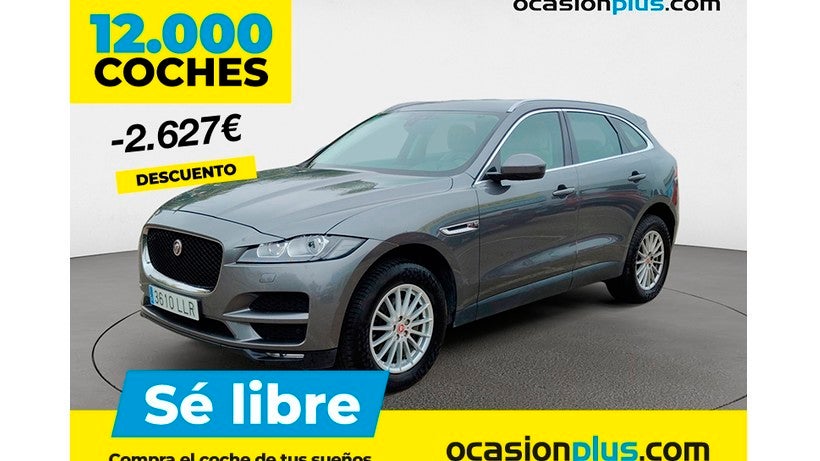 12.000
COCHES
ocasionplus.com
-2.627€
DESCUENTO
3610 LLR
Sé libre
Compra el coche de tus sueños
ocasionplus.com